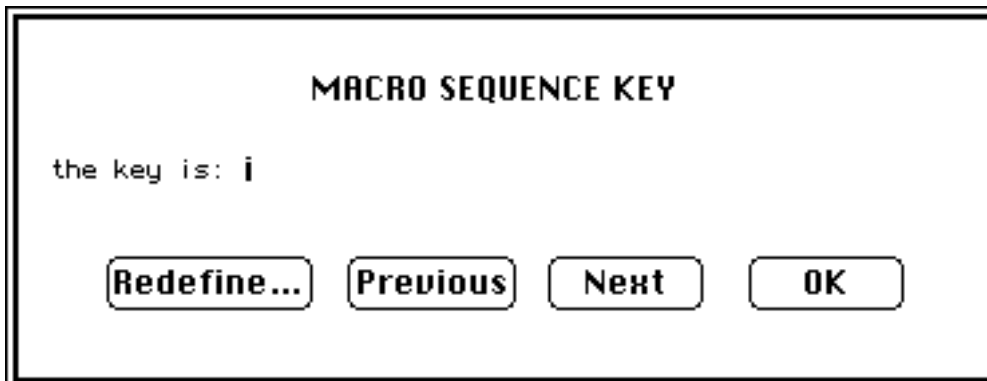 MACRO SEQUENCE KEY
the key is: i
Redefine... Previous Next OK